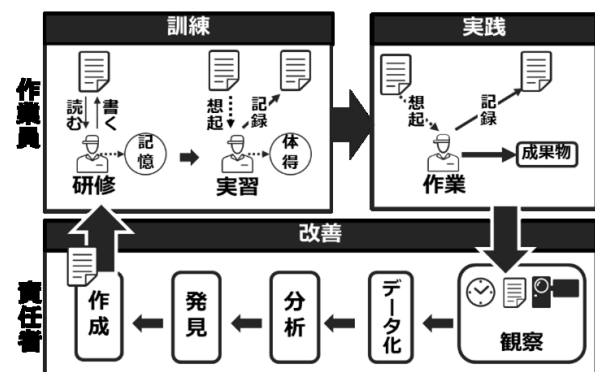 訓練
実践
作業員
読む
書く
記憶
研修
想起
記録
体得
実習
想起
記録
作業
成果物
改善
責任者
作成
発見
分析
データ化
観察